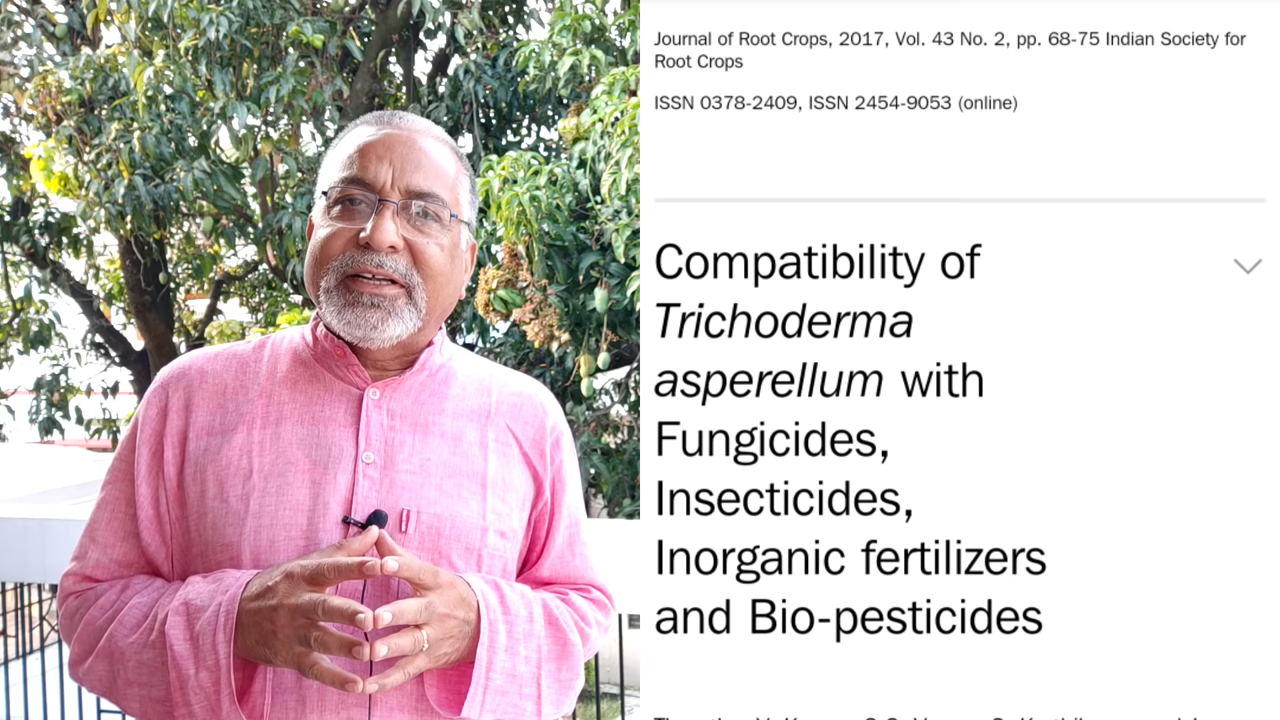 Journal of Root Crops, 2017, Vol. 43 No. 2, pp. 68-75 Indian Society for
Root Crops
ISSN 0378-2409, ISSN 2454-9053 (online)
Compatibility of
Trichoderma
asperellum with
Fungicides,
Insecticides,
Inorganic fertilizers
and Bio-pesticides